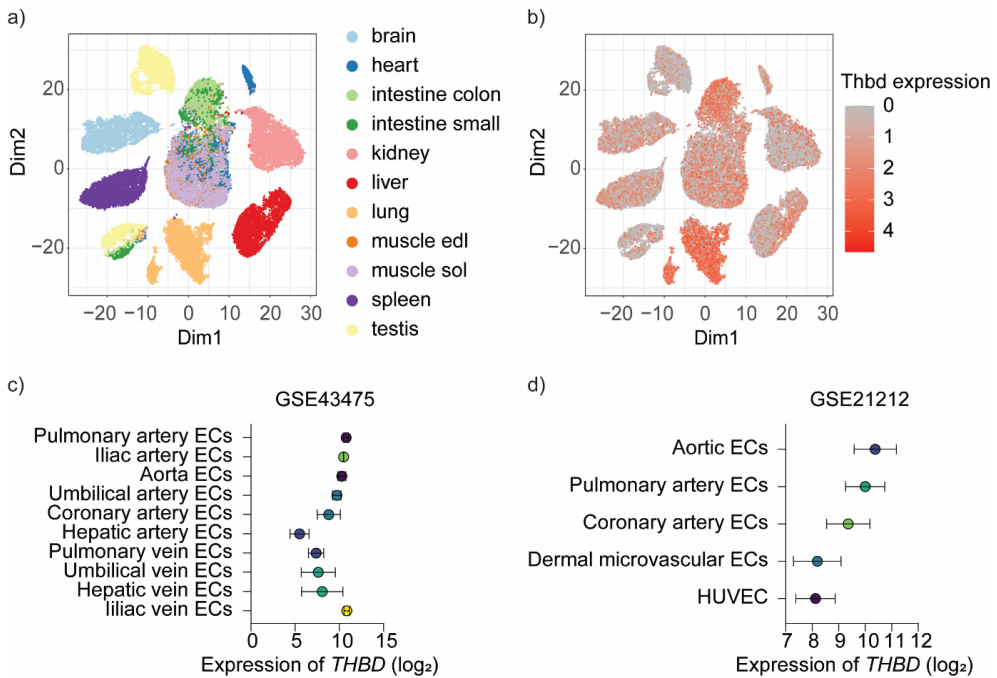 a)
20
0
−20
Dim2
−20 −10 0 10 20 30
Dim1
brain
heart
intestine colon
intestine small
kidney
liver
lung
muscle edl
muscle sol
spleen
testis
b)
20
0
−20
Dim2
−20 −10 0 10 20 30
Dim1
Thbd expression
0
1
2
3
4
c)
GSE43475
Pulmonary artery ECs
Iliac artery ECs
Aorta ECs
Umbilical artery ECs
Coronary artery ECs
Hepatic artery ECs
Pulmonary vein ECs
Umbilical vein ECs
Hepatic vein ECs
Iiliac vein ECs
0 5 10 15
Expression of THBD (log₂)
d)
GSE21212
Aortic ECs
Pulmonary artery ECs
Coronary artery ECs
Dermal microvascular ECs
HUVEC
7 8 9 10 11 12
Expression of THBD (log₂)